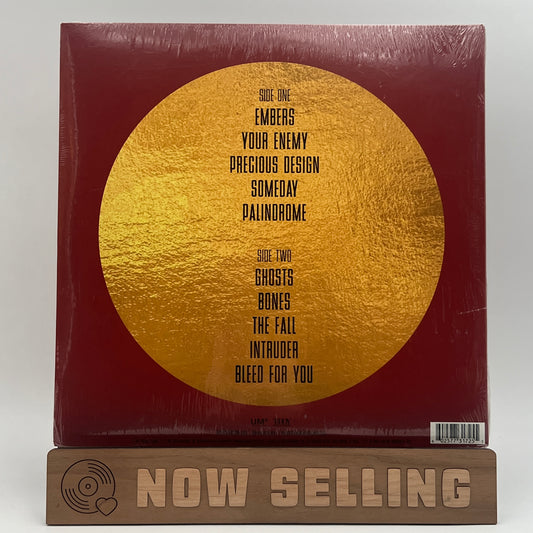 SIDE ONE
EMBERS
YOUR ENEMY
PRECIOUS DESIGN
SOMEDAY
PALINDROME
SIDE TWO
GHOSTS
BONES
THE FALL
INTRUDER
BLEED FOR YOU
NOW SELLING